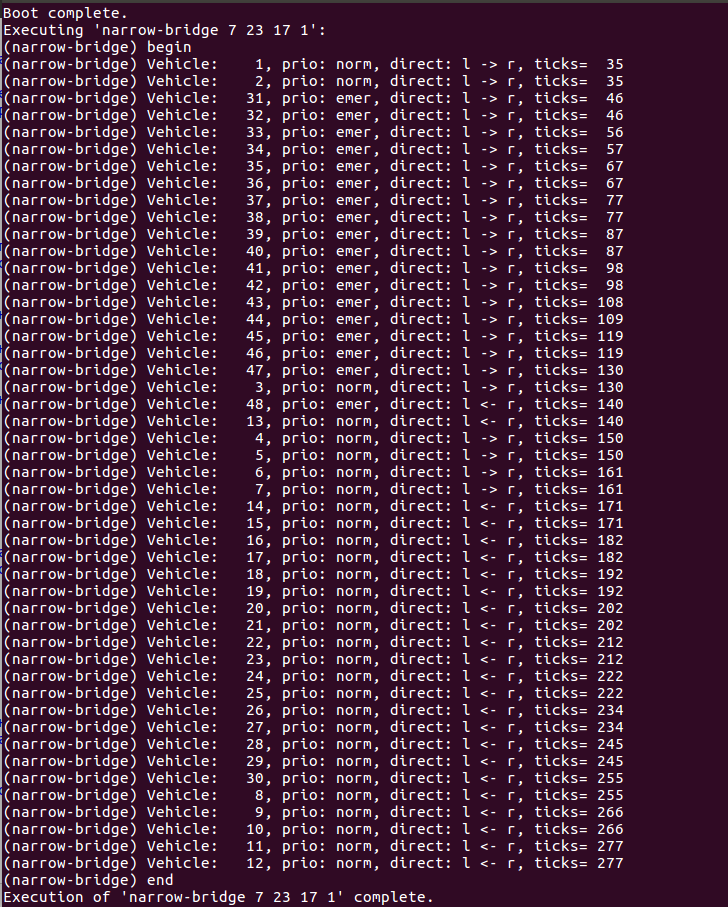 Boot complete.
Executing 'narrow-bridge 7 23 17 1':
(narrow-bridge) begin
(narrow-bridge) Vehicle:    1, prio: norm, direct: l -> r, ticks=  35
(narrow-bridge) Vehicle:    2, prio: norm, direct: l -> r, ticks=  35
(narrow-bridge) Vehicle:   31, prio: emer, direct: l -> r, ticks=  46
(narrow-bridge) Vehicle:   32, prio: emer, direct: l -> r, ticks=  46
(narrow-bridge) Vehicle:   33, prio: emer, direct: l -> r, ticks=  56
(narrow-bridge) Vehicle:   34, prio: emer, direct: l -> r, ticks=  57
(narrow-bridge) Vehicle:   35, prio: emer, direct: l -> r, ticks=  67
(narrow-bridge) Vehicle:   36, prio: emer, direct: l -> r, ticks=  67
(narrow-bridge) Vehicle:   37, prio: emer, direct: l -> r, ticks=  77
(narrow-bridge) Vehicle:   38, prio: emer, direct: l -> r, ticks=  77
(narrow-bridge) Vehicle:   39, prio: emer, direct: l -> r, ticks=  87
(narrow-bridge) Vehicle:   40, prio: emer, direct: l -> r, ticks=  87
(narrow-bridge) Vehicle:   41, prio: emer, direct: l -> r, ticks=  98
(narrow-bridge) Vehicle:   42, prio: emer, direct: l -> r, ticks=  98
(narrow-bridge) Vehicle:   43, prio: emer, direct: l -> r, ticks= 108
(narrow-bridge) Vehicle:   44, prio: emer, direct: l -> r, ticks= 109
(narrow-bridge) Vehicle:   45, prio: emer, direct: l -> r, ticks= 119
(narrow-bridge) Vehicle:   46, prio: emer, direct: l -> r, ticks= 119
(narrow-bridge) Vehicle:   47, prio: emer, direct: l -> r, ticks= 130
(narrow-bridge) Vehicle:    3, prio: norm, direct: l -> r, ticks= 130
(narrow-bridge) Vehicle:   48, prio: emer, direct: l <- r, ticks= 140
(narrow-bridge) Vehicle:   13, prio: norm, direct: l <- r, ticks= 140
(narrow-bridge) Vehicle:    4, prio: norm, direct: l -> r, ticks= 150
(narrow-bridge) Vehicle:    5, prio: norm, direct: l -> r, ticks= 150
(narrow-bridge) Vehicle:    6, prio: norm, direct: l -> r, ticks= 161
(narrow-bridge) Vehicle:    7, prio: norm, direct: l -> r, ticks= 161
(narrow-bridge) Vehicle:   14, prio: norm, direct: l <- r, ticks= 171
(narrow-bridge) Vehicle:   15, prio: norm, direct: l <- r, ticks= 171
(narrow-bridge) Vehicle:   16, prio: norm, direct: l <- r, ticks= 182
(narrow-bridge) Vehicle:   17, prio: norm, direct: l <- r, ticks= 182
(narrow-bridge) Vehicle:   18, prio: norm, direct: l <- r, ticks= 192
(narrow-bridge) Vehicle:   19, prio: norm, direct: l <- r, ticks= 192
(narrow-bridge) Vehicle:   20, prio: norm, direct: l <- r, ticks= 202
(narrow-bridge) Vehicle:   21, prio: norm, direct: l <- r, ticks= 202
(narrow-bridge) Vehicle:   22, prio: norm, direct: l <- r, ticks= 212
(narrow-bridge) Vehicle:   23, prio: norm, direct: l <- r, ticks= 212
(narrow-bridge) Vehicle:   24, prio: norm, direct: l <- r, ticks= 222
(narrow-bridge) Vehicle:   25, prio: norm, direct: l <- r, ticks= 222
(narrow-bridge) Vehicle:   26, prio: norm, direct: l <- r, ticks= 234
(narrow-bridge) Vehicle:   27, prio: norm, direct: l <- r, ticks= 234
(narrow-bridge) Vehicle:   28, prio: norm, direct: l <- r, ticks= 245
(narrow-bridge) Vehicle:   29, prio: norm, direct: l <- r, ticks= 245
(narrow-bridge) Vehicle:   30, prio: norm, direct: l <- r, ticks= 255
(narrow-bridge) Vehicle:    8, prio: norm, direct: l <- r, ticks= 255
(narrow-bridge) Vehicle:    9, prio: norm, direct: l <- r, ticks= 266
(narrow-bridge) Vehicle:   10, prio: norm, direct: l <- r, ticks= 266
(narrow-bridge) Vehicle:   11, prio: norm, direct: l <- r, ticks= 277
(narrow-bridge) Vehicle:   12, prio: norm, direct: l <- r, ticks= 277
(narrow-bridge) end
Execution of 'narrow-bridge 7 23 17 1' complete.